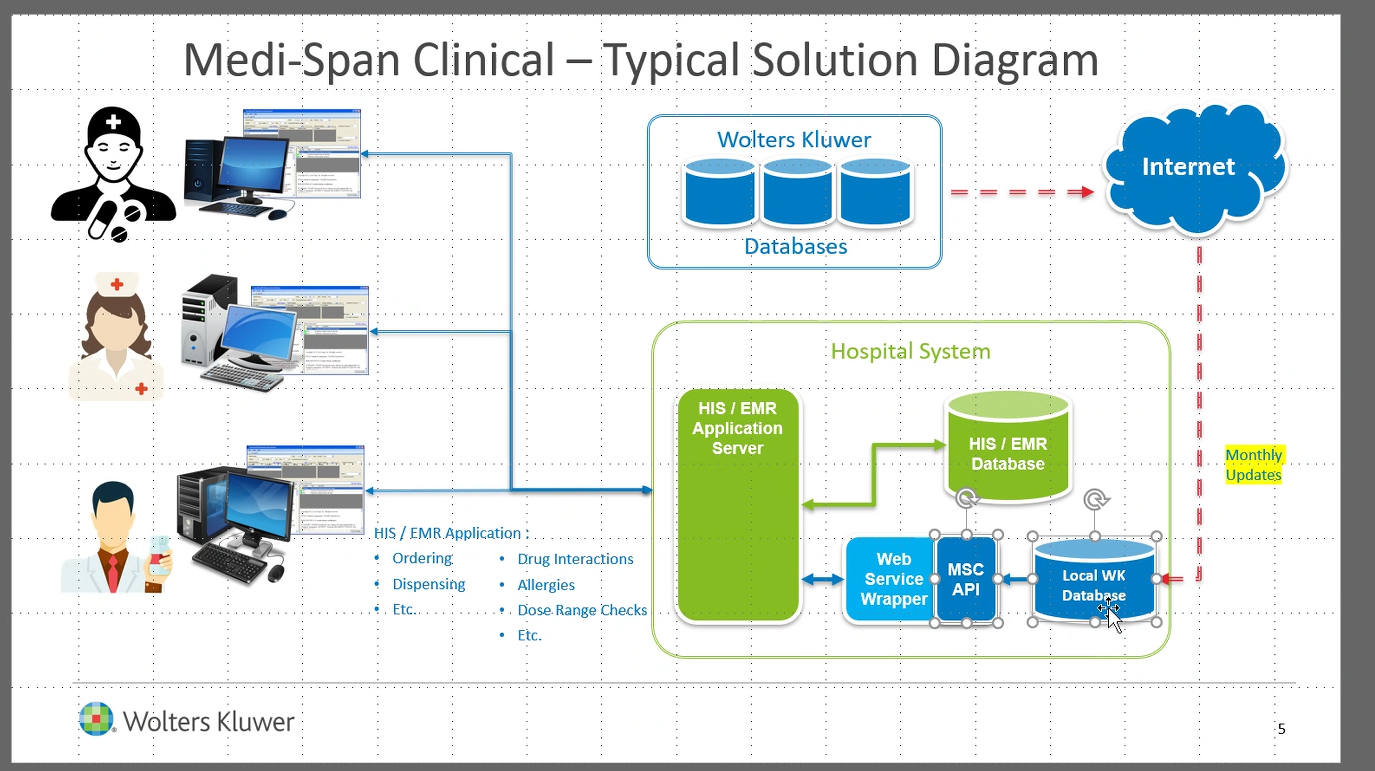 Medi-Span Clinical – Typical Solution Diagram
Wolters Kluwer
Databases
Internet
Hospital System
HIS / EMR
Application
Server
HIS / EMR
Database
Monthly
Updates
Web
Service
Wrapper
MSC
API
Local WK
Database
HIS / EMR Application :
• Ordering
• Dispensing
• Etc.
• Drug Interactions
• Allergies
• Dose Range Checks
• Etc.
Wolters Kluwer
5